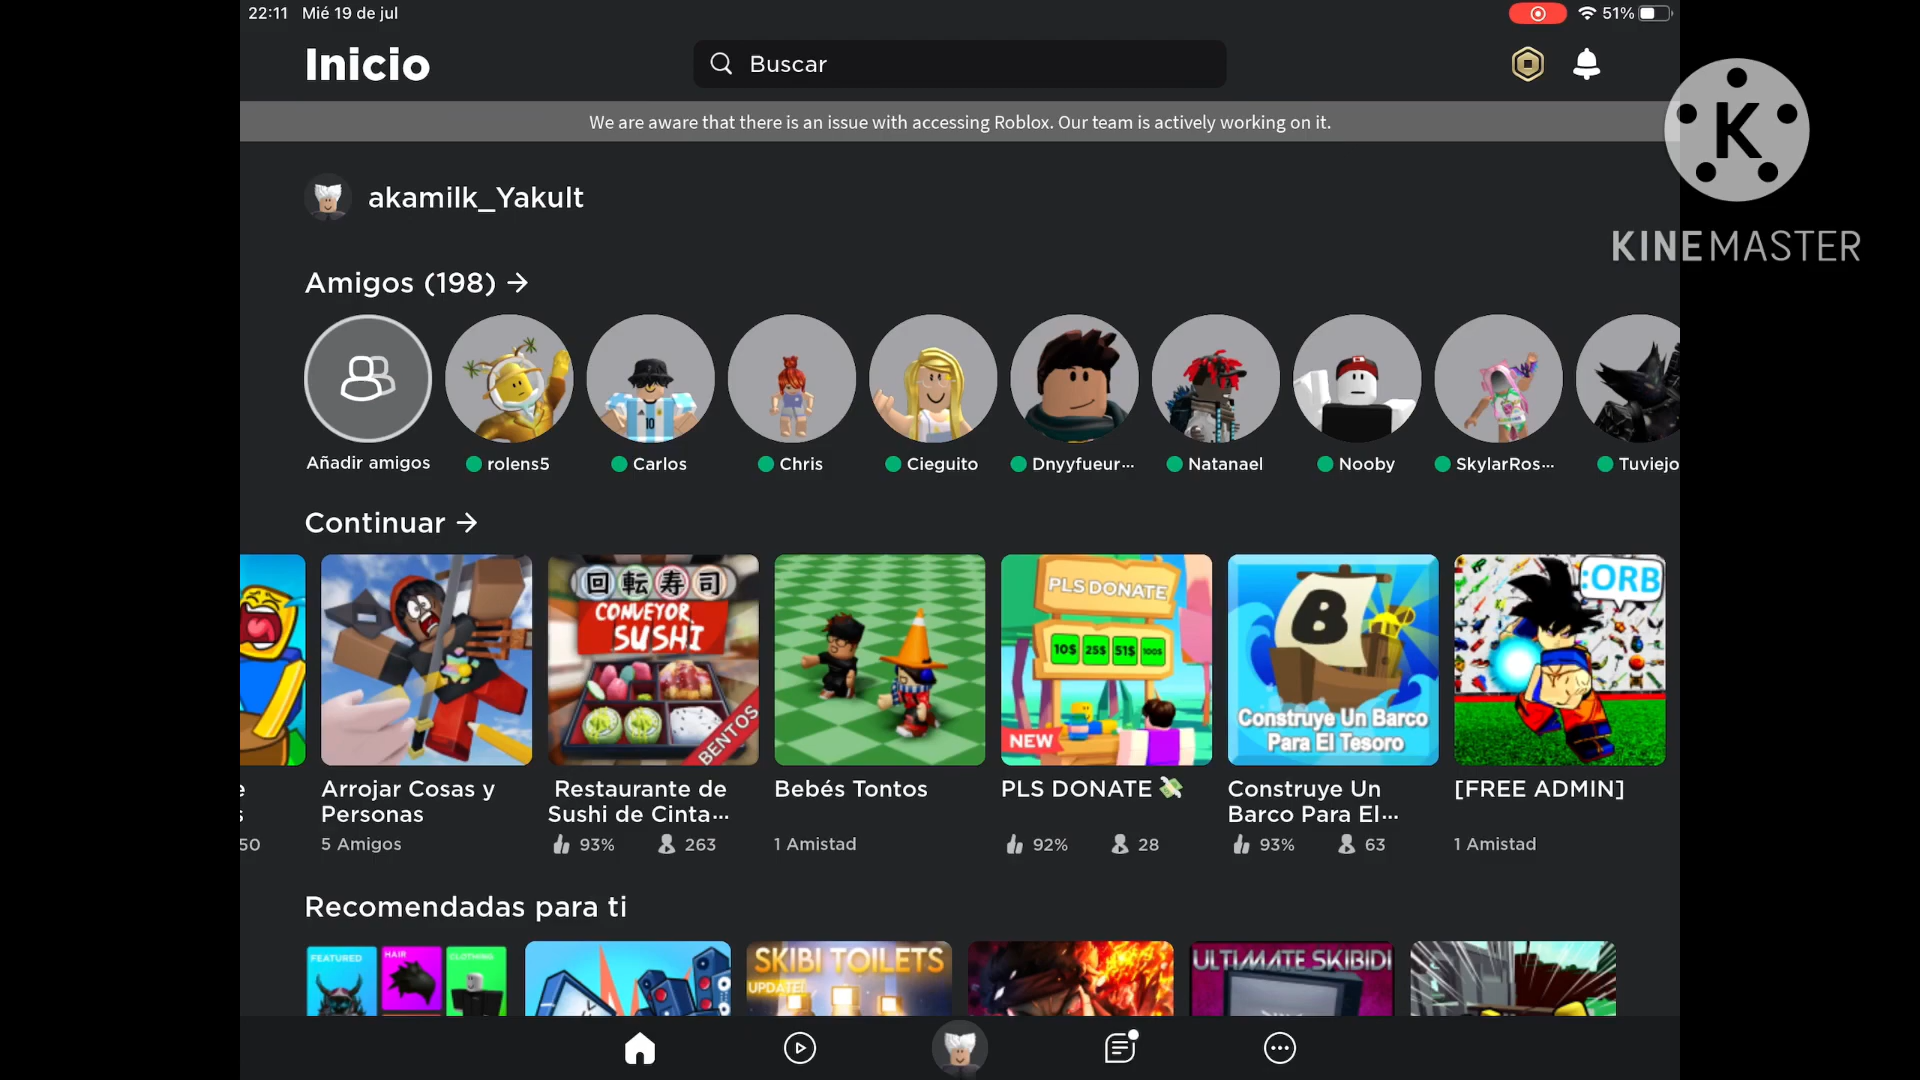 22:11 Mié 19 de jul 51%
Inicio
Buscar
We are aware that there is an issue with accessing Roblox. Our team is actively working on it.
K
KINEMASTER
akamilk_Yakult
Amigos (198) →
Añadir amigos
rolens5
Carlos
Chris
Cieguito
Dnyyfueur...
Natanael
Nooby
SkylarRos...
Tuviejo
Continuar →
回転寿司
CONVEYOR
SUSHI
BENTOS
PLS DONATE
10$ 25$ 51$ 100$
NEW
B
Construye Un Barco
Para El Tesoro
:ORB
Arrojar Cosas y
Personas
5 Amigos
Restaurante de
Sushi de Cinta...
93% 263
Bebés Tontos
1 Amistad
PLS DONATE 💸
92% 28
Construye Un
Barco Para El...
93% 63
[FREE ADMIN]
1 Amistad
50
Recomendadas para ti
FEATURED
HAIR
CLOTHING
SKIBI TOILETS
UPDATE!
ULTIMATE SKIBIDI